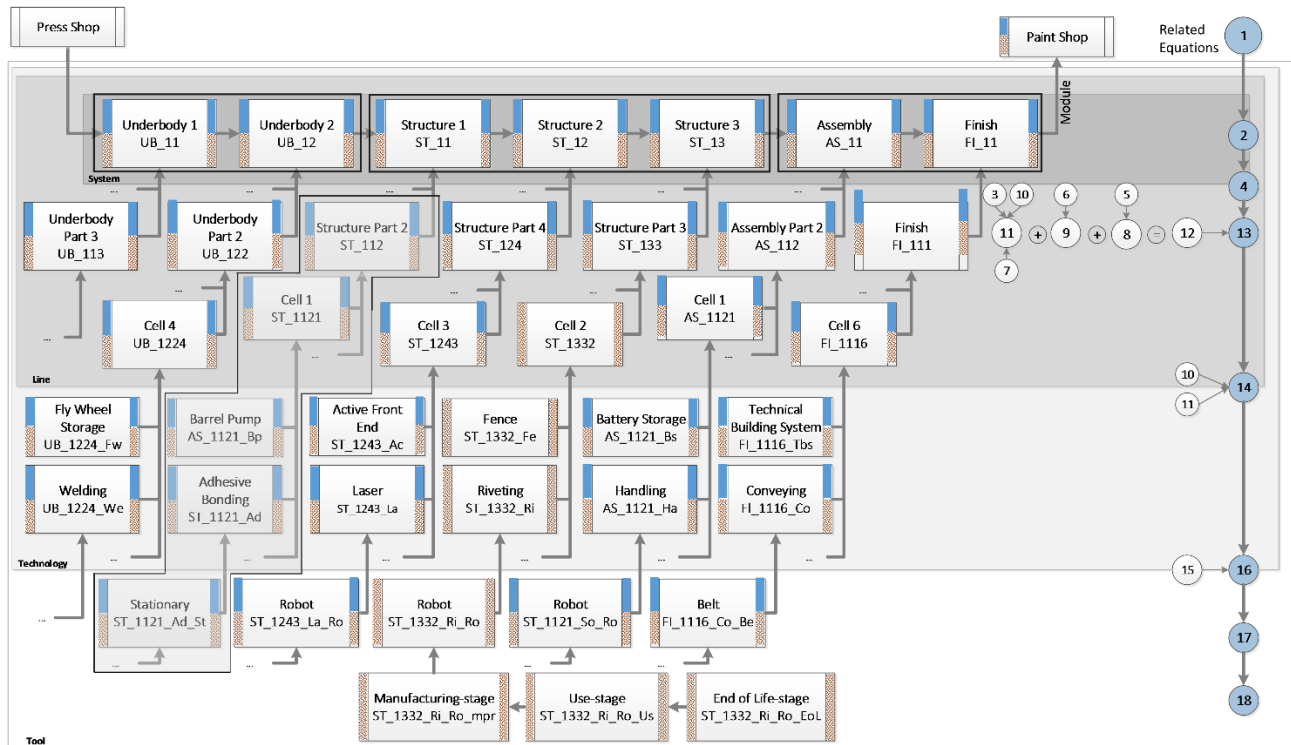 Press Shop
Paint Shop
Related
Equations
1
Module
Underbody 1
UB_11
Underbody 2
UB_12
Structure 1
ST_11
Structure 2
ST_12
Structure 3
ST_13
Assembly
AS_11
Finish
FI_11
2
System
...
...
...
...
...
...
...
4
Underbody
Part 3
UB_113
Underbody
Part 2
UB_122
Structure Part 2
ST_112
Structure Part 4
ST_124
Structure Part 3
ST_133
Assembly Part 2
AS_112
Finish
FI_111
3
10
6
5
11
+
9
+
8
=
12
13
7
...
...
...
...
...
...
Cell 4
UB_1224
Cell 1
ST_1121
Cell 3
ST_1243
Cell 2
ST_1332
Cell 1
AS_1121
Cell 6
FI_1116
...
Line
10
11
14
Fly Wheel
Storage
UB_1224_Fw
Barrel Pump
AS_1121_Bp
Active Front
End
ST_1243_Ac
Fence
ST_1332_Fe
Battery Storage
AS_1121_Bs
Technical
Building System
FI_1116_Tbs
Welding
UB_1224_We
Adhesive
Bonding
ST_1121_Ad
Laser
ST_1243_La
Riveting
ST_1332_Ri
Handling
AS_1121_Ha
Conveying
FI_1116_Co
...
...
...
...
...
...
Technology
15
16
Stationary
ST_1121_Ad_St
Robot
ST_1243_La_Ro
Robot
ST_1332_Ri_Ro
Robot
ST_1121_So_Ro
Belt
FI_1116_Co_Be
...
17
...
...
...
...
Manufacturing-stage
ST_1332_Ri_Ro_mpr
Use-stage
ST_1332_Ri_Ro_Us
End of Life-stage
ST_1332_Ri_Ro_EoL
18
Tool